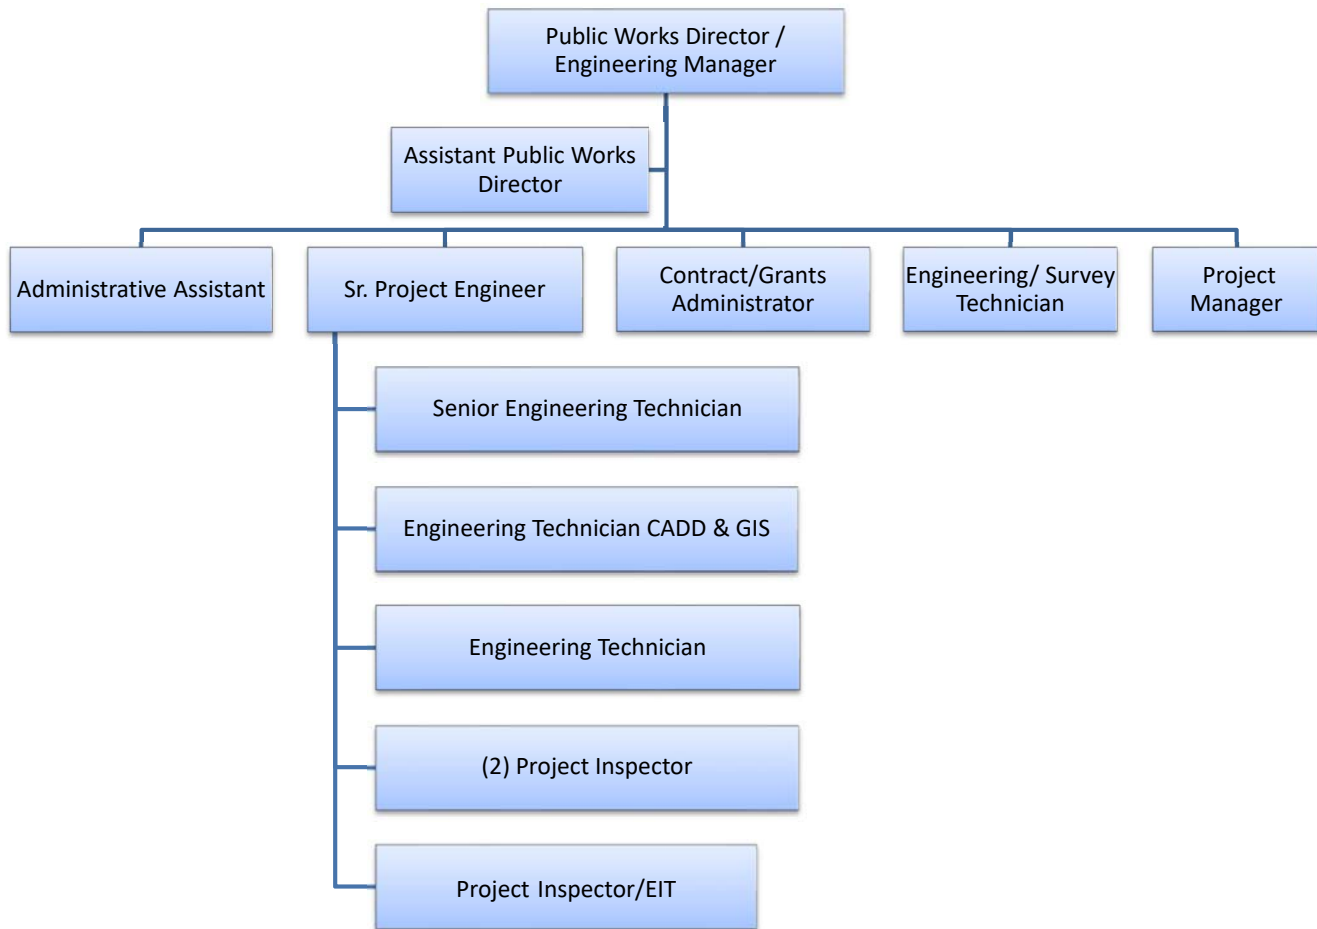 Public Works Director /
Engineering Manager
Assistant Public Works
Director
Administrative Assistant
Sr. Project Engineer
Contract/Grants
Administrator
Engineering/ Survey
Technician
Project
Manager
Senior Engineering Technician
Engineering Technician CADD & GIS
Engineering Technician
(2) Project Inspector
Project Inspector/EIT